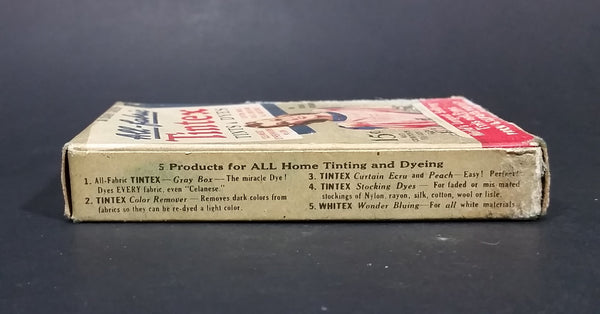 All-Fabric
Tintex
TINTS & DYES
15¢
5 Products for ALL Home Tinting and Dyeing
1. All-Fabric TINTEX—Gray Box—The miracle Dye!
Dyes EVERY fabric, even "Celanese."
2. TINTEX Color Remover—Removes dark colors from
fabrics so they can be re-dyed a light color.
3. TINTEX Curtain Ecru and Peach—Easy! Perfect
4. TINTEX Stocking Dyes—For faded or mis mated
stockings of Nylon, rayon, silk, cotton, wool or lisle.
5. WHITEX Wonder Bluing—For all white materials